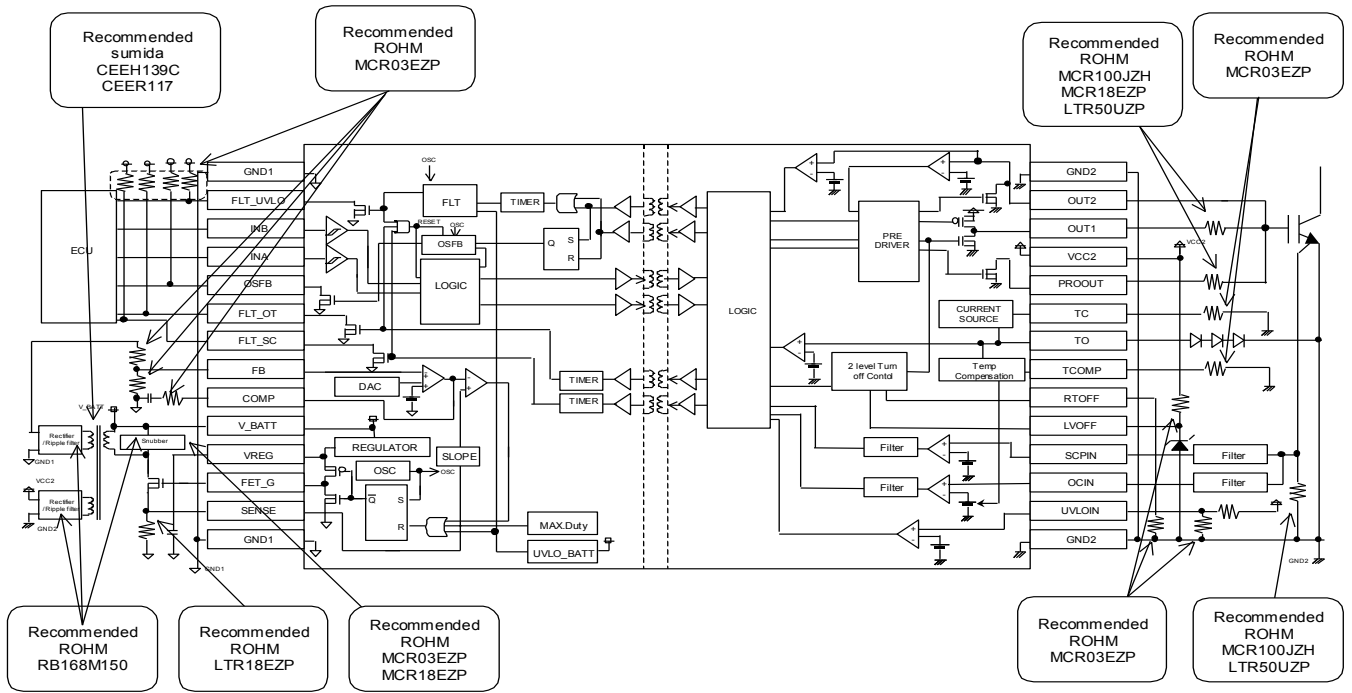 Recommended
sumida
CEEH139C
CEER117
Recommended
ROHM
MCR03EZP
Recommended
ROHM
MCR100JZH
MCR18EZP
LTR50UZP
Recommended
ROHM
MCR03EZP
ECU
GND1
FLT_UVLO
INB
INA
OSFB
FLT_OT
FLT_SC
FB
COMP
V_BATT
VREG
FET_G
SENSE
GND1
V_BATT
Rectifier
/Ripple filter
Snubber
GND1
VCC2
Rectifier
/Ripple filter
GND2
GND1
OSC
FLT
TIMER
RESET
OSC
OSFB
Q S
R
LOGIC
DAC
TIMER
TIMER
REGULATOR
SLOPE
OSC
OSC
Q S
R
MAX.Duty
UVLO_BATT
LOGIC
PRE
DRIVER
CURRENT
SOURCE
2 level Turn
off Contol
Temp
Compensation
Filter
Filter
GND2
OUT2
OUT1
VCC2
PROOUT
TC
TO
TCOMP
RTOFF
LVOFF
SCPIN
OCIN
UVLOIN
GND2
VCC2
Filter
Filter
GND2
Recommended
ROHM
RB168M150
Recommended
ROHM
LTR18EZP
Recommended
ROHM
MCR03EZP
MCR18EZP
Recommended
ROHM
MCR03EZP
Recommended
ROHM
MCR100JZH
LTR50UZP